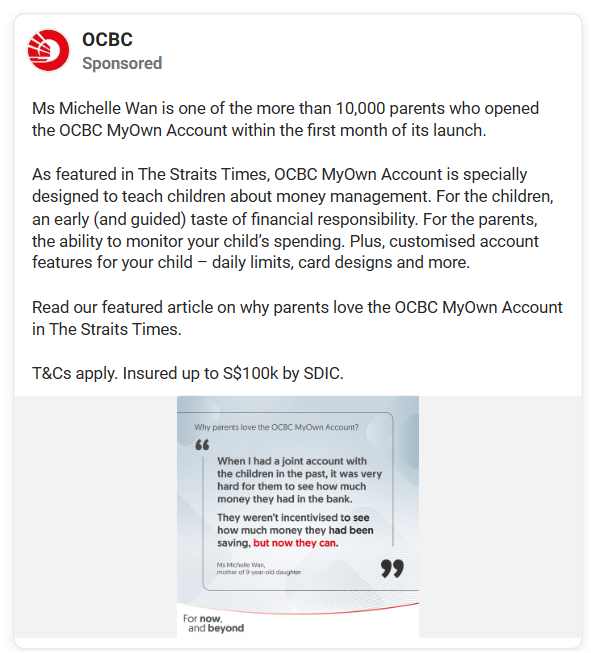 OCBC
Sponsored
Ms Michelle Wan is one of the more than 10,000 parents who opened
the OCBC MyOwn Account within the first month of its launch.
As featured in The Straits Times, OCBC MyOwn Account is specially
designed to teach children about money management. For the children,
an early (and guided) taste of financial responsibility. For the parents,
the ability to monitor your child’s spending. Plus, customised account
features for your child – daily limits, card designs and more.
Read our featured article on why parents love the OCBC MyOwn Account
in The Straits Times.
T&Cs apply. Insured up to S$100k by SDIC.
Why parents love the OCBC MyOwn Account?
“
When I had a joint account with
the children in the past, it was very
hard for them to see how much
money they had in the bank.
They weren't incentivised to see
how much money they had been
saving, but now they can.
Ms Michelle Wan,
mother of 9-year-old daughter
”
For now,
and beyond